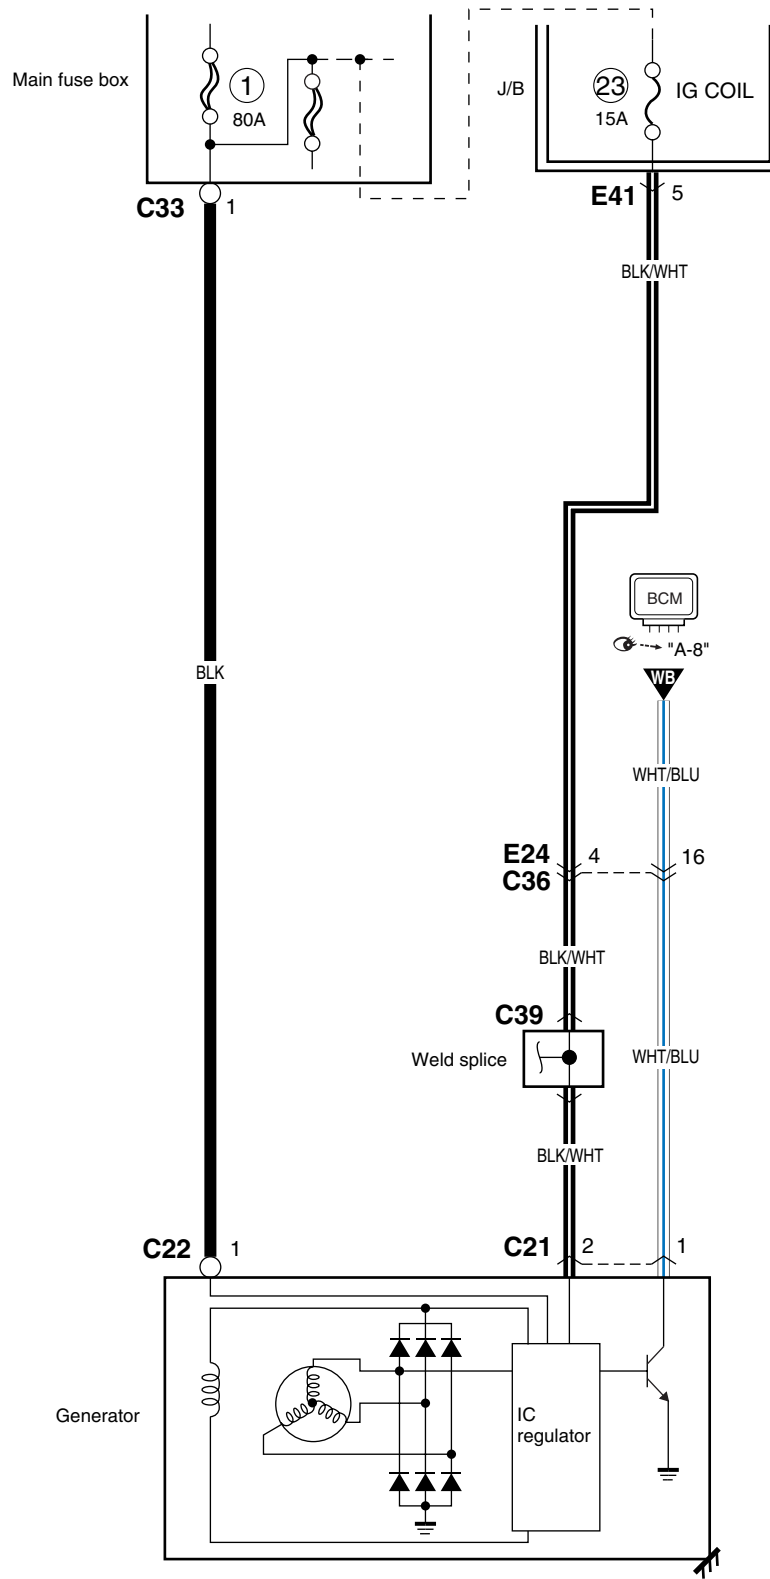 Main fuse box
1
80A
J/B
23
15A
IG COIL
C33
1
E41
5
BLK/WHT
BCM
"A-8"
BLK
WB
WHT/BLU
E24
4
16
C36
BLK/WHT
C39
Weld splice
WHT/BLU
BLK/WHT
C22
1
C21
2
1
Generator
IC
regulator